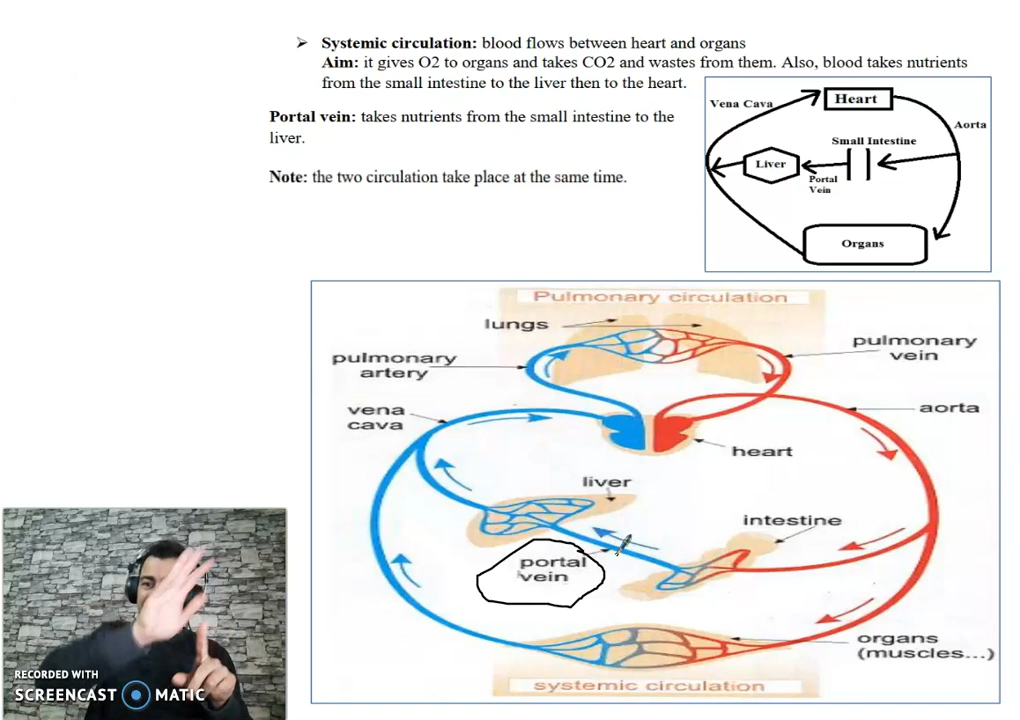 ➢ Systemic circulation: blood flows between heart and organs
Aim: it gives O2 to organs and takes CO2 and wastes from them. Also, blood takes nutrients
from the small intestine to the liver then to the heart.
Portal vein: takes nutrients from the small intestine to the
liver.
Note: the two circulation take place at the same time.
Vena Cava
Heart
Aorta
Small Intestine
Liver
Portal
Vein
Organs
Pulmonary circulation
lungs
pulmonary
artery
pulmonary
vein
vena
cava
aorta
heart
liver
intestine
portal
vein
organs
(muscles...)
systemic circulation
RECORDED WITH
SCREENCAST MATIC